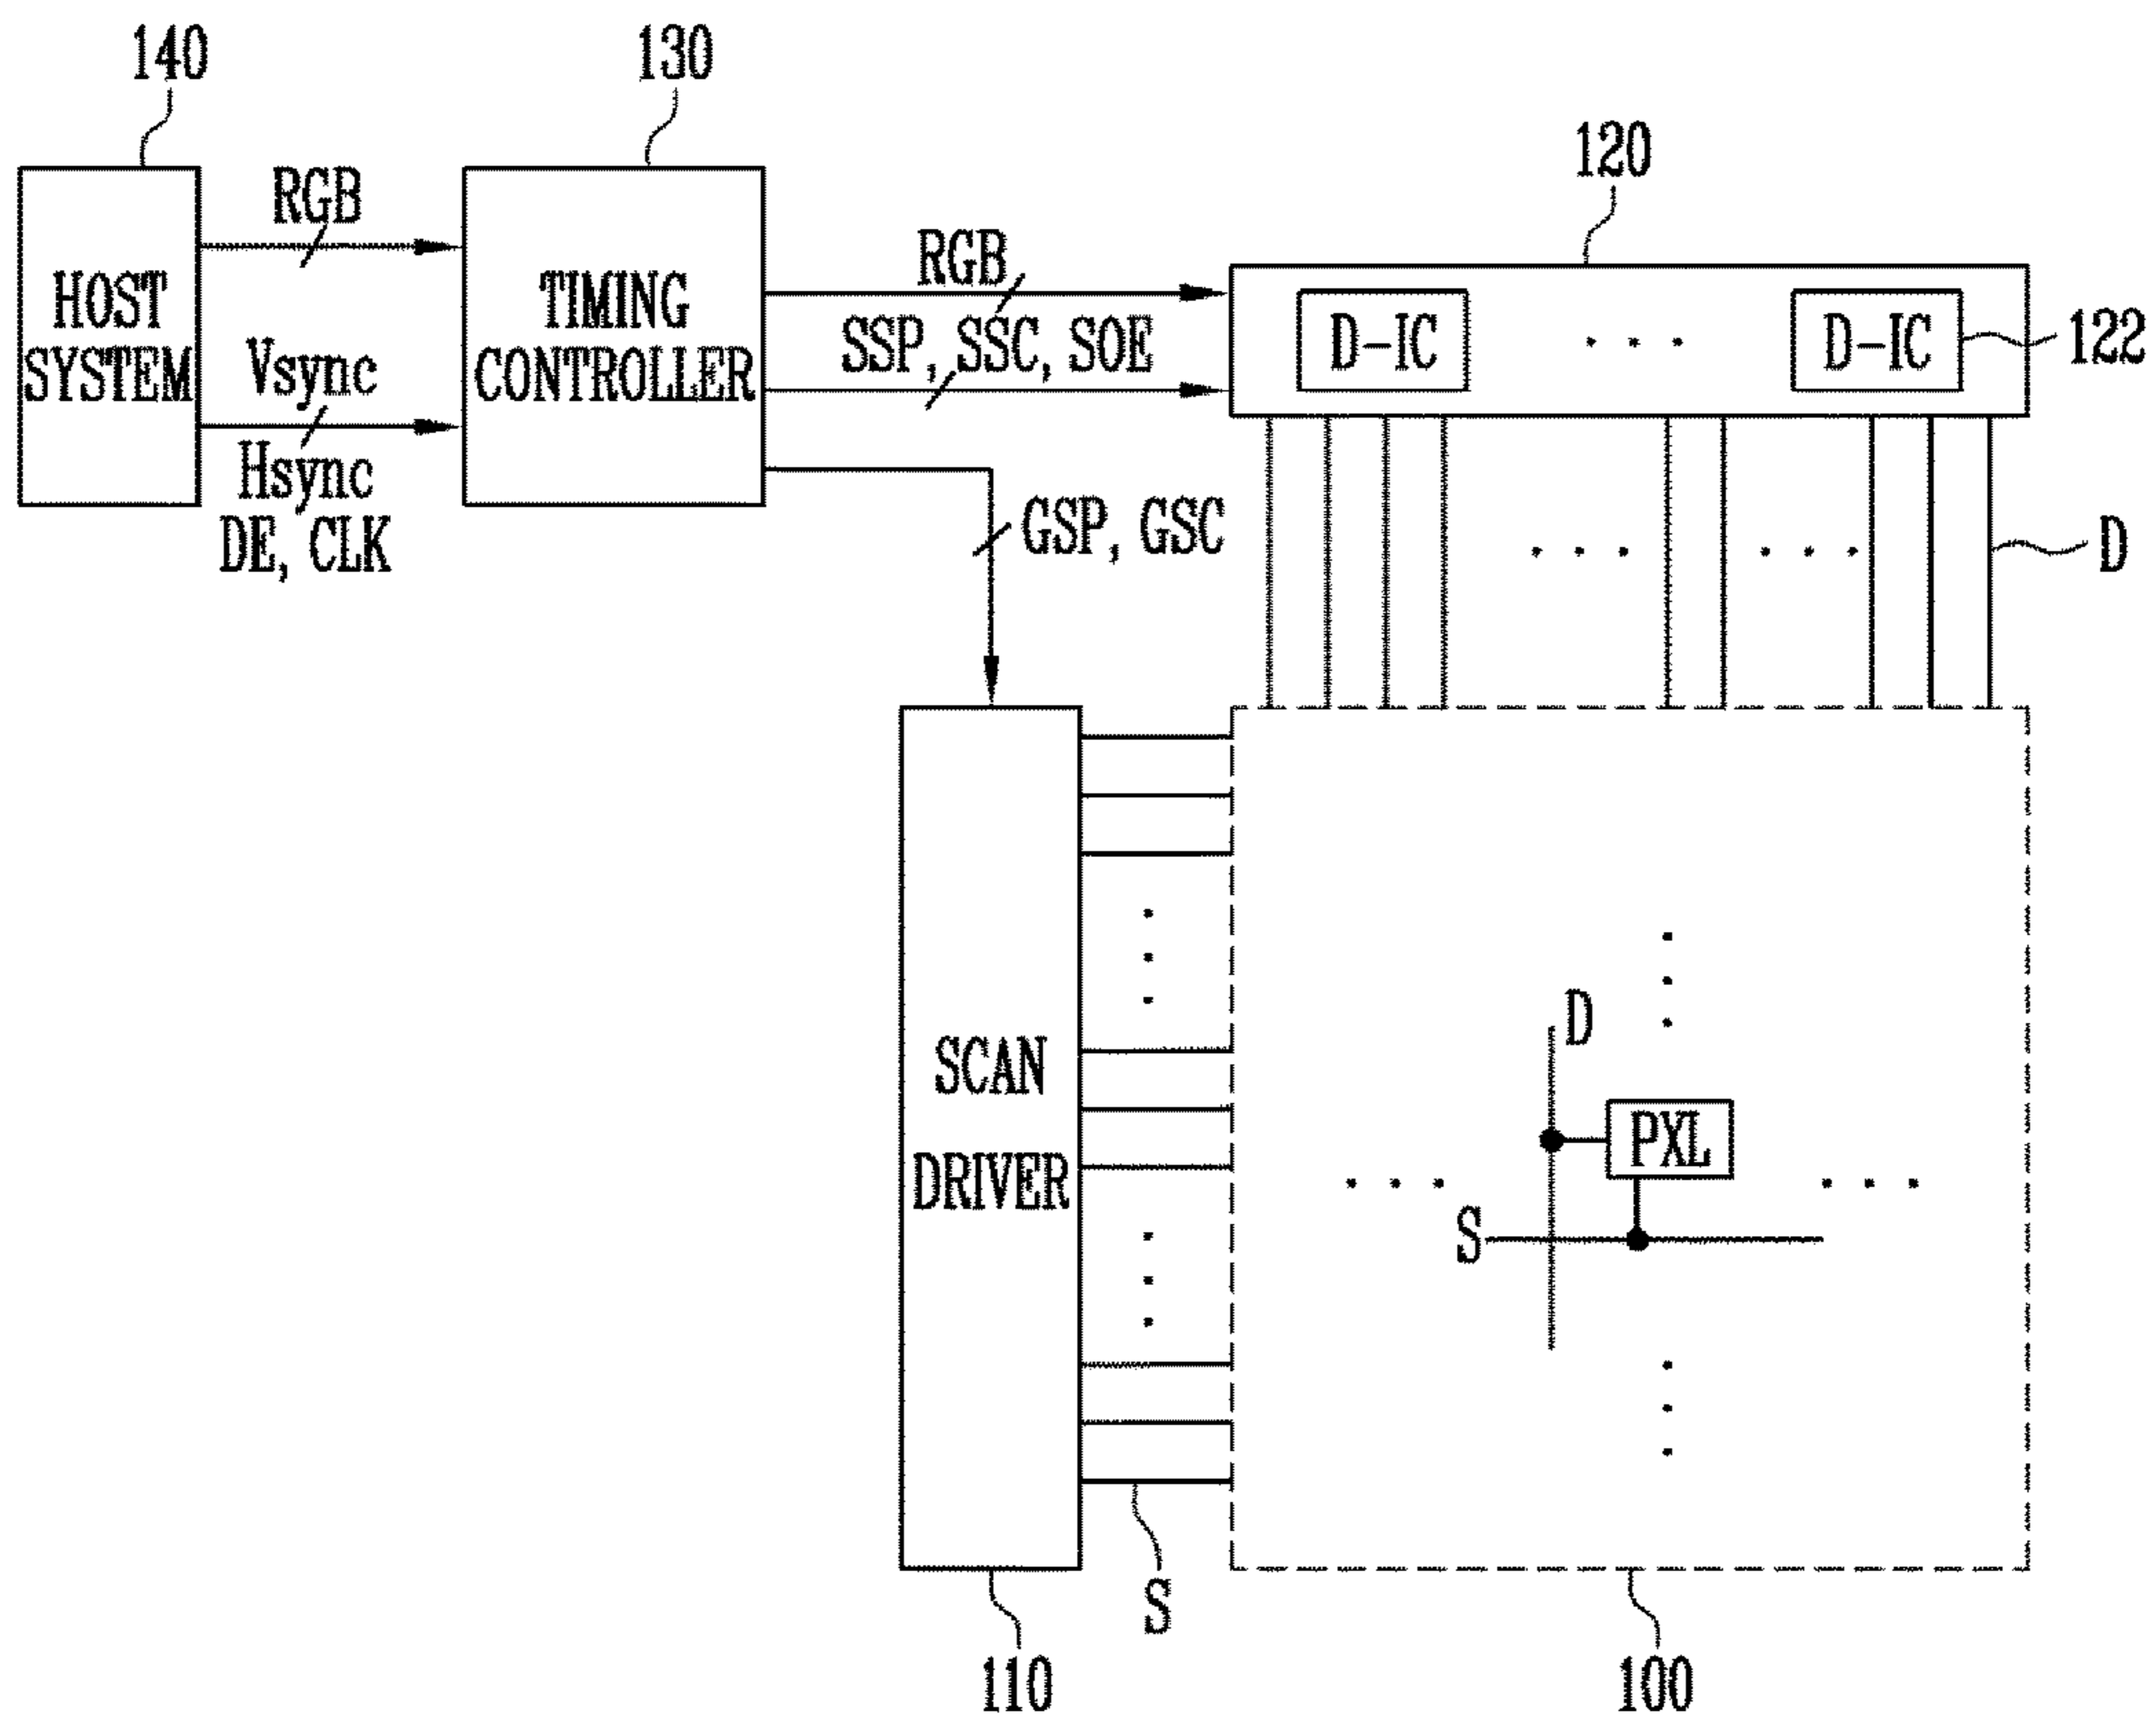 140
130
120
HOST
SYSTEM
RGB
Vsync
Hsync
DE, CLK
TIMING
CONTROLLER
RGB
SSP, SSC, SOE
GSP, GSC
D-IC
D-IC
122
D
SCAN
DRIVER
D
PXL
S
S
110
100